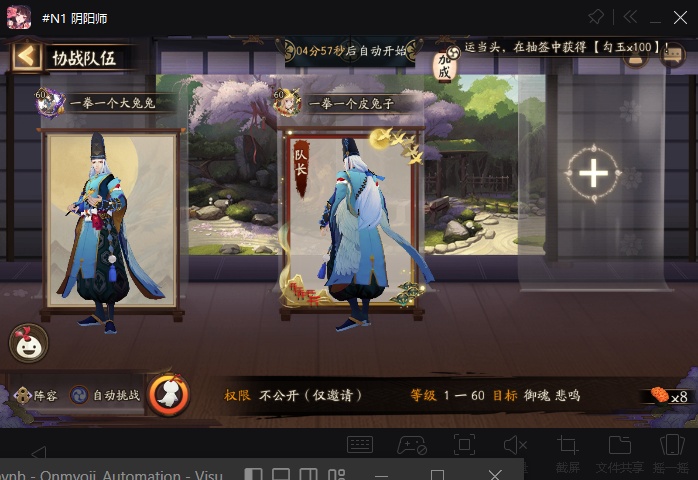 #N1 阴阳师
协战队伍
04分57秒后自动开始
加成
运当头，在抽签中获得【勾玉x100】!
60 一拳一个大兔兔
60 一拳一个皮兔子
队长
阵容
自动挑战
权限 不公开（仅邀请）
等级 1 一 60 目标 御魂 悲鸣
x8
截屏
文件共享
摇一摇
ynb - Onmyoji_Automation - Visu